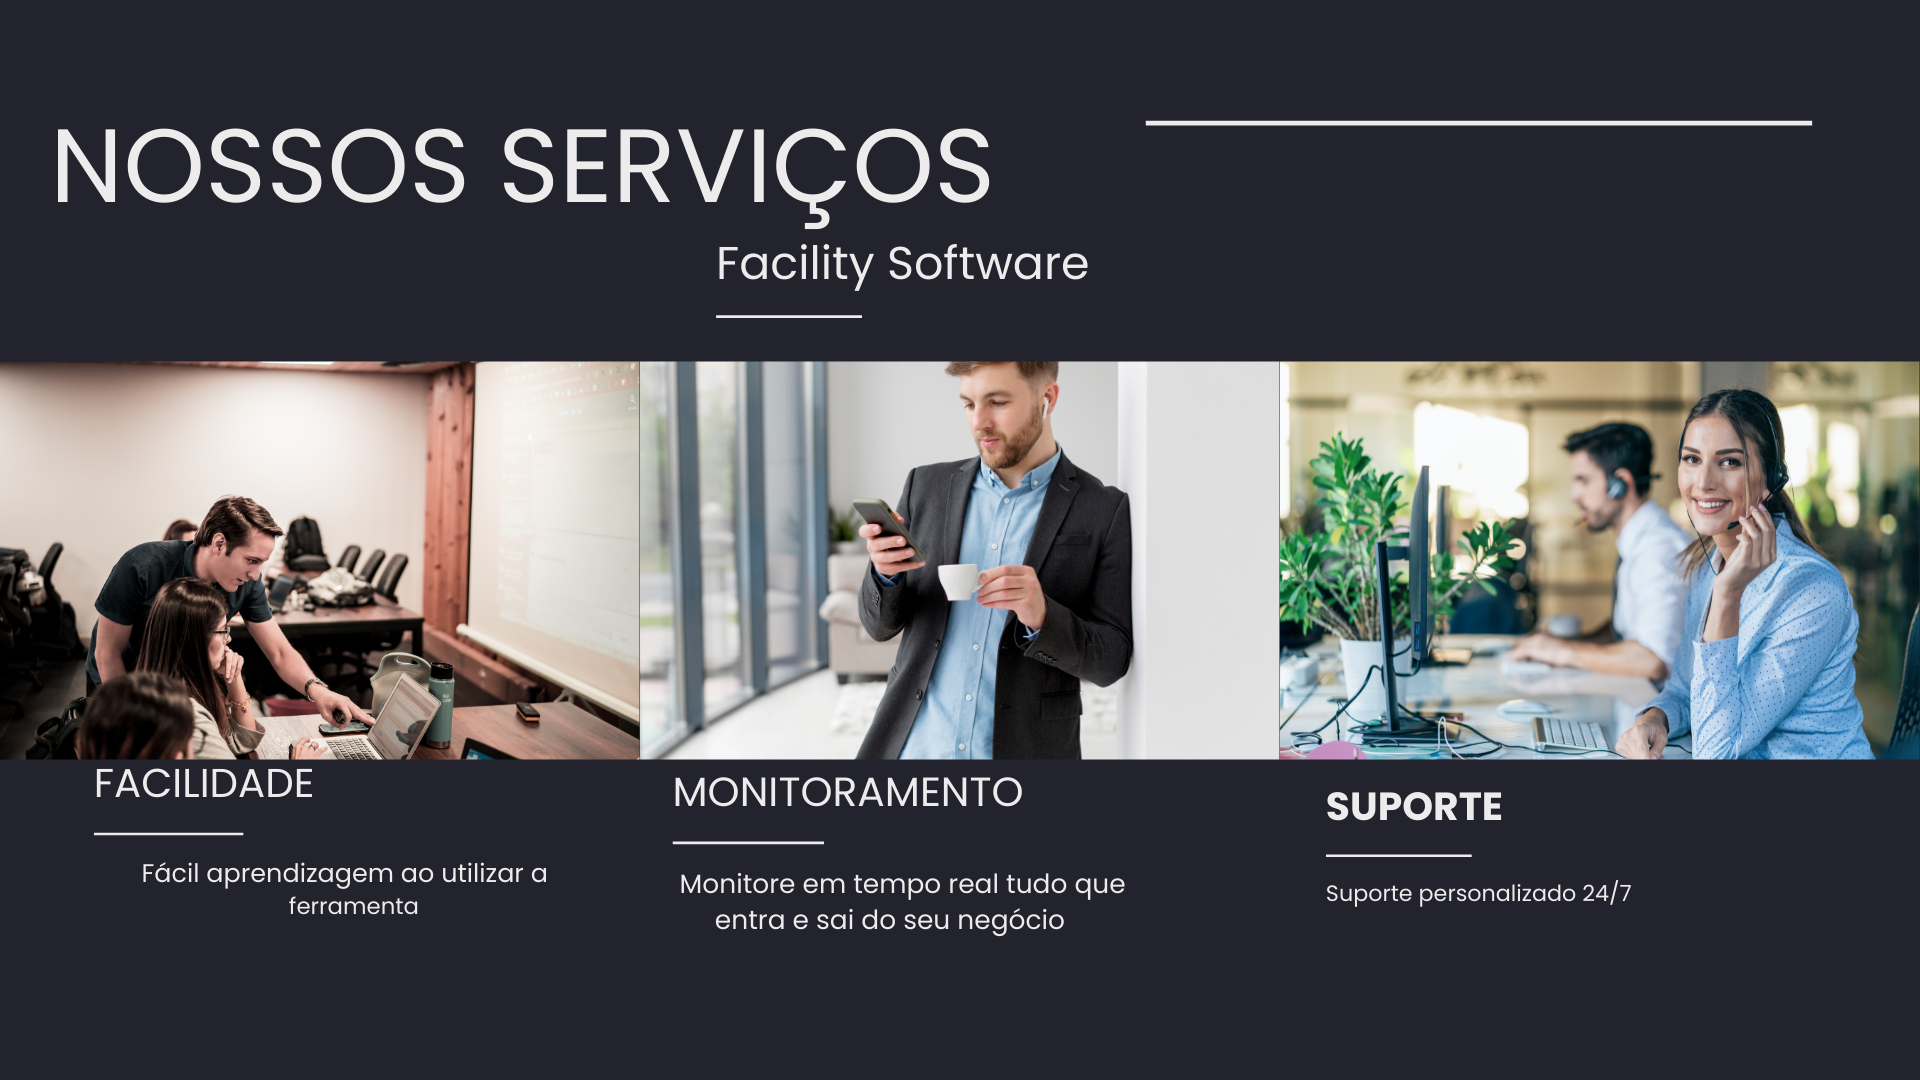 NOSSOS SERVIÇOS
Facility Software
FACILIDADE
Fácil aprendizagem ao utilizar a
ferramenta
MONITORAMENTO
Monitore em tempo real tudo que
entra e sai do seu negócio
SUPORTE
Suporte personalizado 24/7